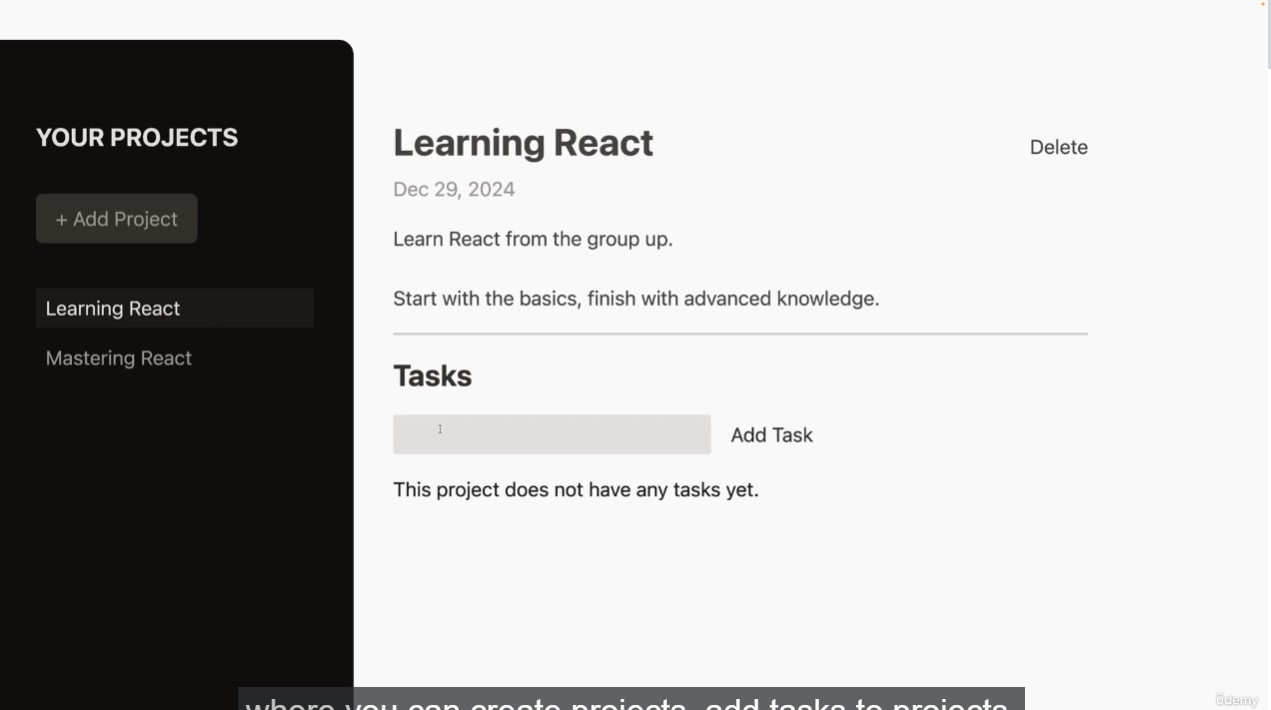 YOUR PROJECTS
+ Add Project
Learning React
Mastering React
Learning React
Delete
Dec 29, 2024
Learn React from the group up.
Start with the basics, finish with advanced knowledge.
Tasks
Add Task
This project does not have any tasks yet.
where you can create projects, add tasks to projects,
ûdemy